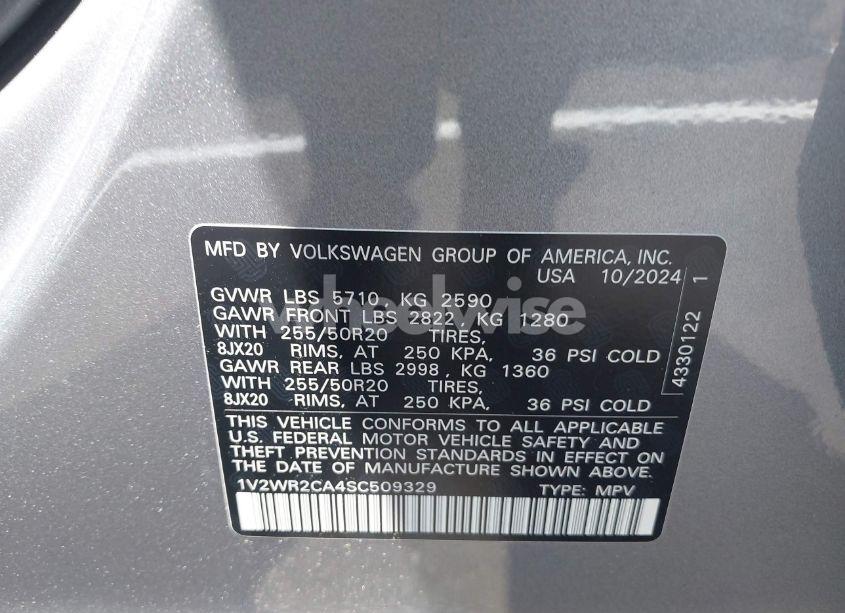 MFD BY VOLKSWAGEN GROUP OF AMERICA, INC.
USA 10/2024
GVWR LBS 5710, KG 2590
GAWR FRONT LBS 2822, KG 1280
WITH 255/50R20 TIRES,
8JX20 RIMS, AT 250 KPA, 36 PSI COLD
GAWR REAR LBS 2998, KG 1360
WITH 255/50R20 TIRES,
8JX20 RIMS, AT 250 KPA, 36 PSI COLD
THIS VEHICLE CONFORMS TO ALL APPLICABLE
U.S. FEDERAL MOTOR VEHICLE SAFETY AND
THEFT PREVENTION STANDARDS IN EFFECT ON
THE DATE OF MANUFACTURE SHOWN ABOVE.
1V2WR2CA4SC509329 TYPE: MPV
4330122 1
wheelwise